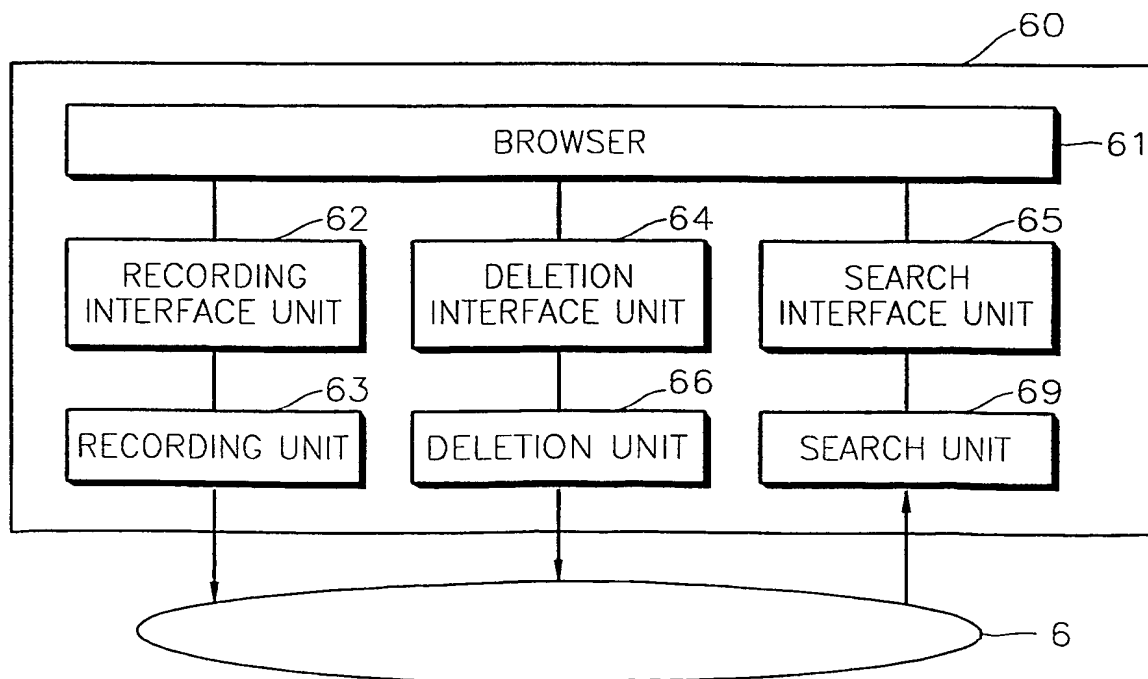 60
BROWSER
61
62
64
65
RECORDING
INTERFACE UNIT
DELETION
INTERFACE UNIT
SEARCH
INTERFACE UNIT
63
66
69
RECORDING UNIT
DELETION UNIT
SEARCH UNIT
6